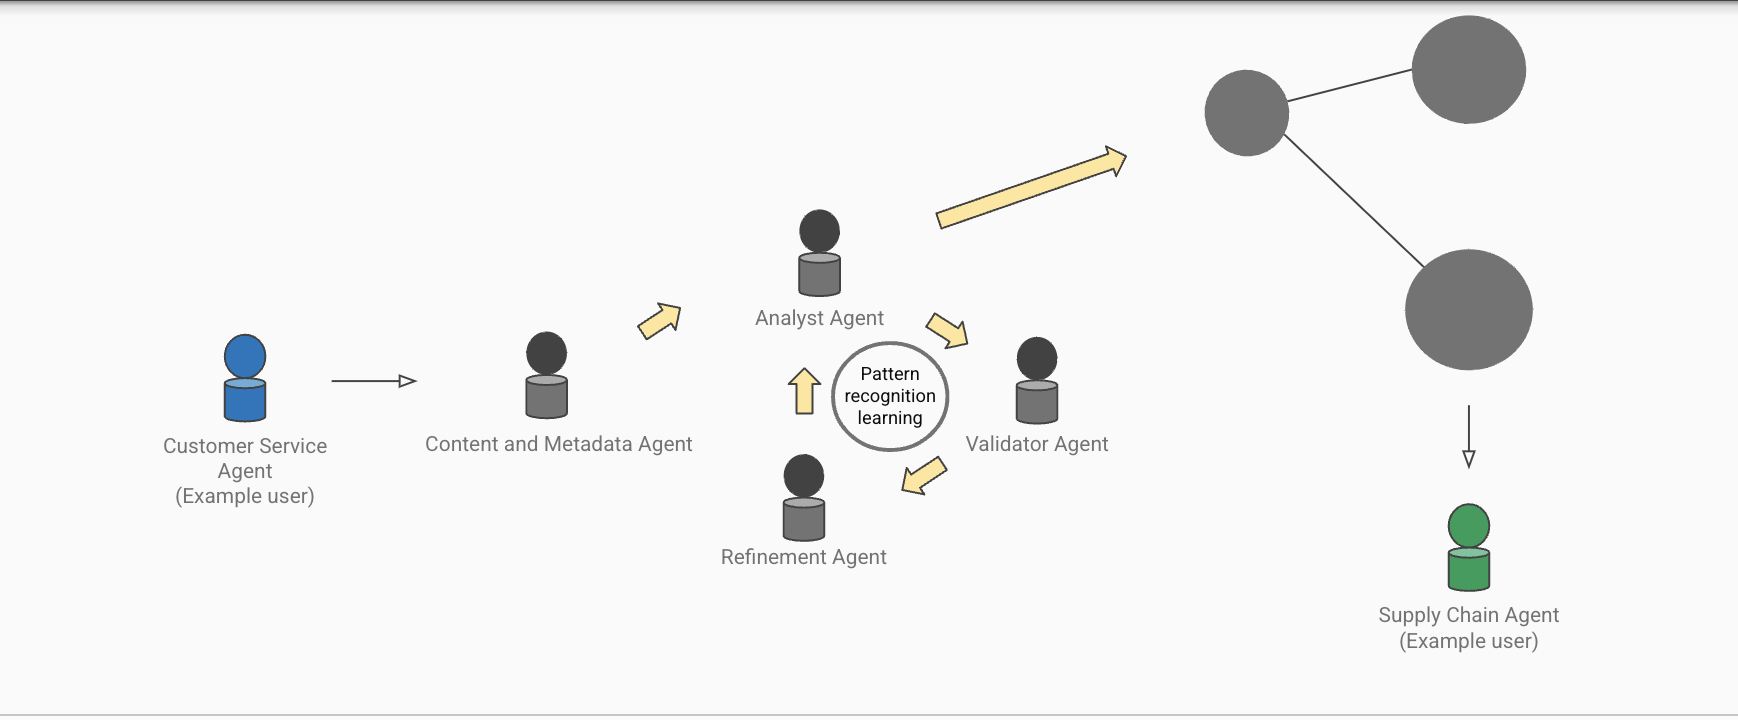 Analyst Agent
Pattern
recognition
learning
Customer Service
Agent
(Example user)
Content and Metadata Agent
Validator Agent
Refinement Agent
Supply Chain Agent
(Example user)